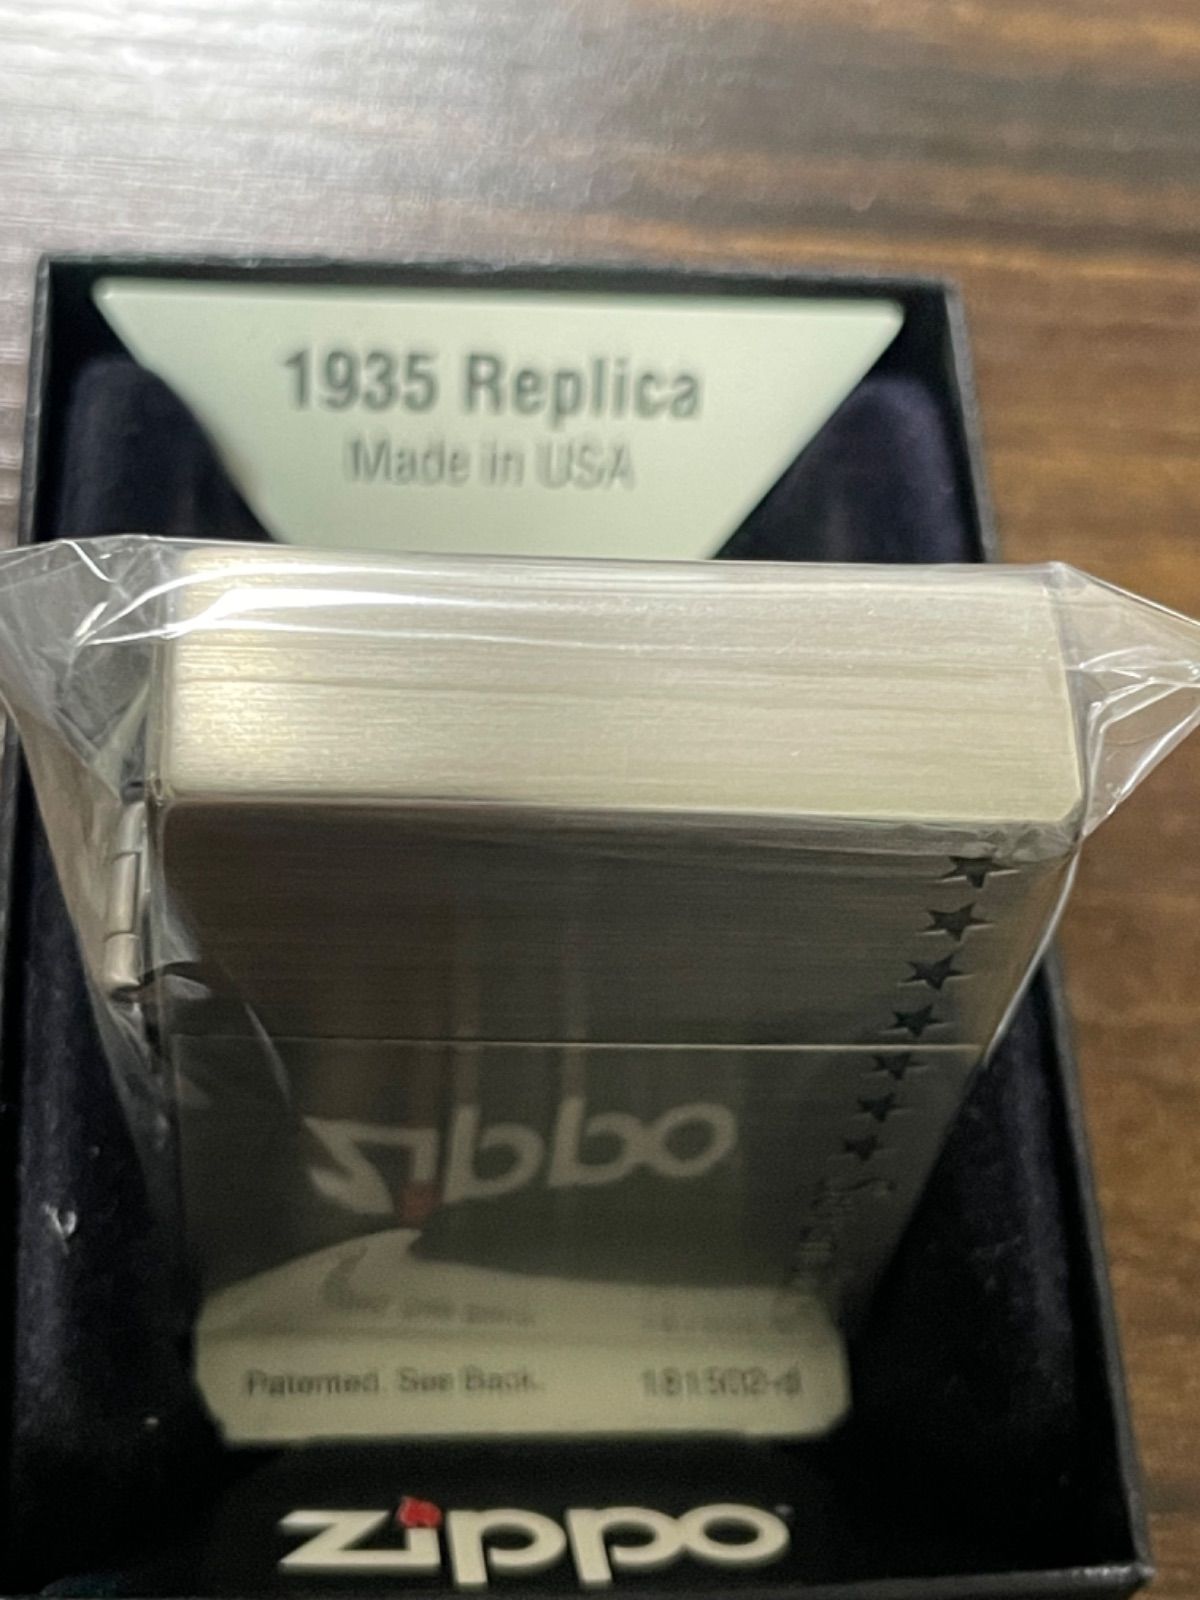 1935 Replica
Made in USA
zippo
Patented. See Back.
zippo